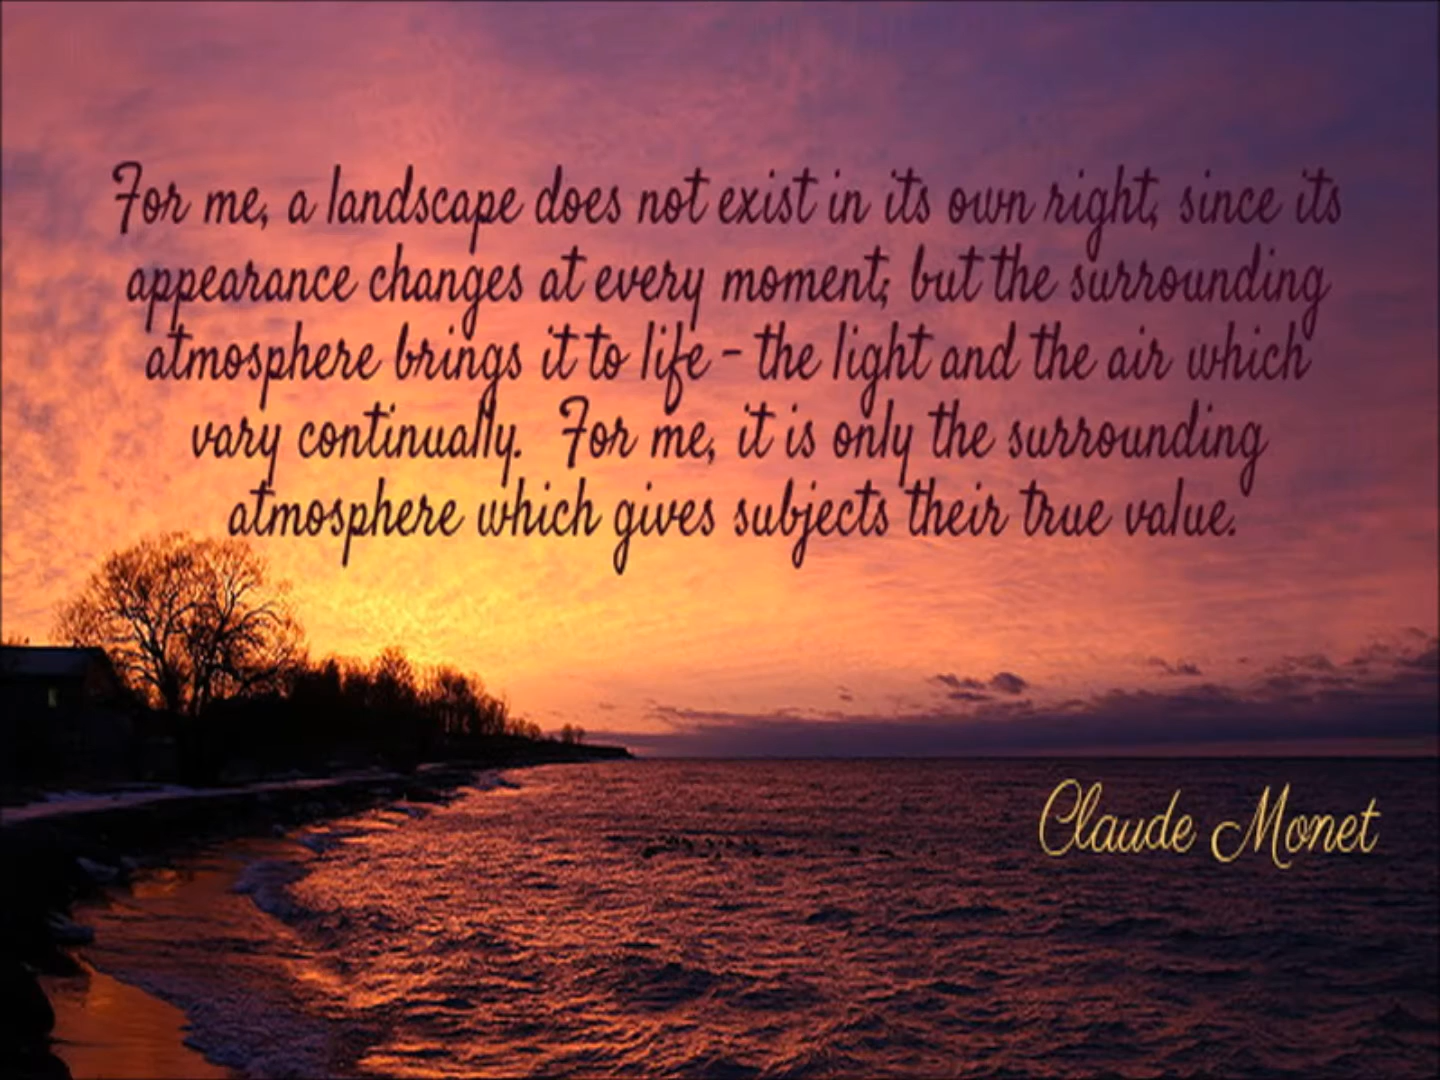 For me, a landscape does not exist in its own right, since its
appearance changes at every moment; but the surrounding
atmosphere brings it to life - the light and the air which
vary continually. For me, it is only the surrounding
atmosphere which gives subjects their true value.
Claude Monet